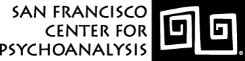 SAN FRANCISCO
CENTER FOR
PSYCHOANALYSIS